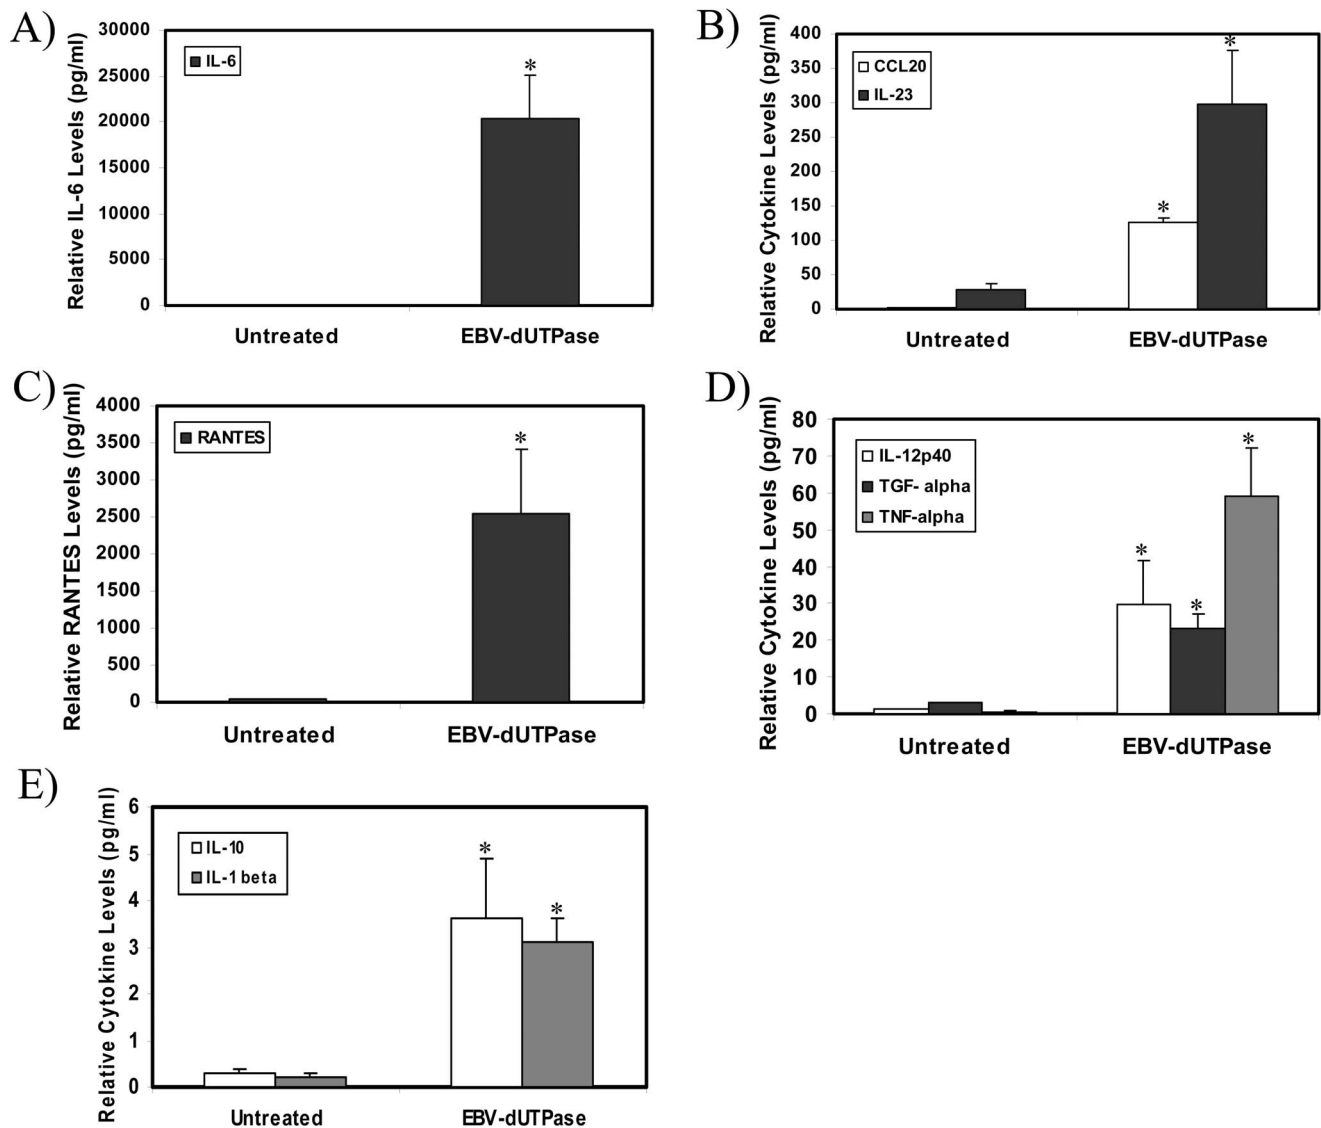 A)
Relative IL-6 Levels (pg/ml)
30000
25000
20000
15000
10000
5000
0
IL-6
*
Untreated
EBV-dUTPase
B)
Relative Cytokine Levels (pg/ml)
400
350
300
250
200
150
100
50
0
CCL20
IL-23
*
*
Untreated
EBV-dUTPase
C)
Relative RANTES Levels (pg/ml)
4000
3500
3000
2500
2000
1500
1000
500
0
RANTES
*
Untreated
EBV-dUTPase
D)
Relative Cytokine Levels (pg/ml)
80
70
60
50
40
30
20
10
0
IL-12p40
TGF- alpha
TNF-alpha
*
*
*
Untreated
EBV-dUTPase
E)
Relative Cytokine Levels (pg/ml)
6
5
4
3
2
1
0
IL-10
IL-1 beta
*
*
Untreated
EBV-dUTPase